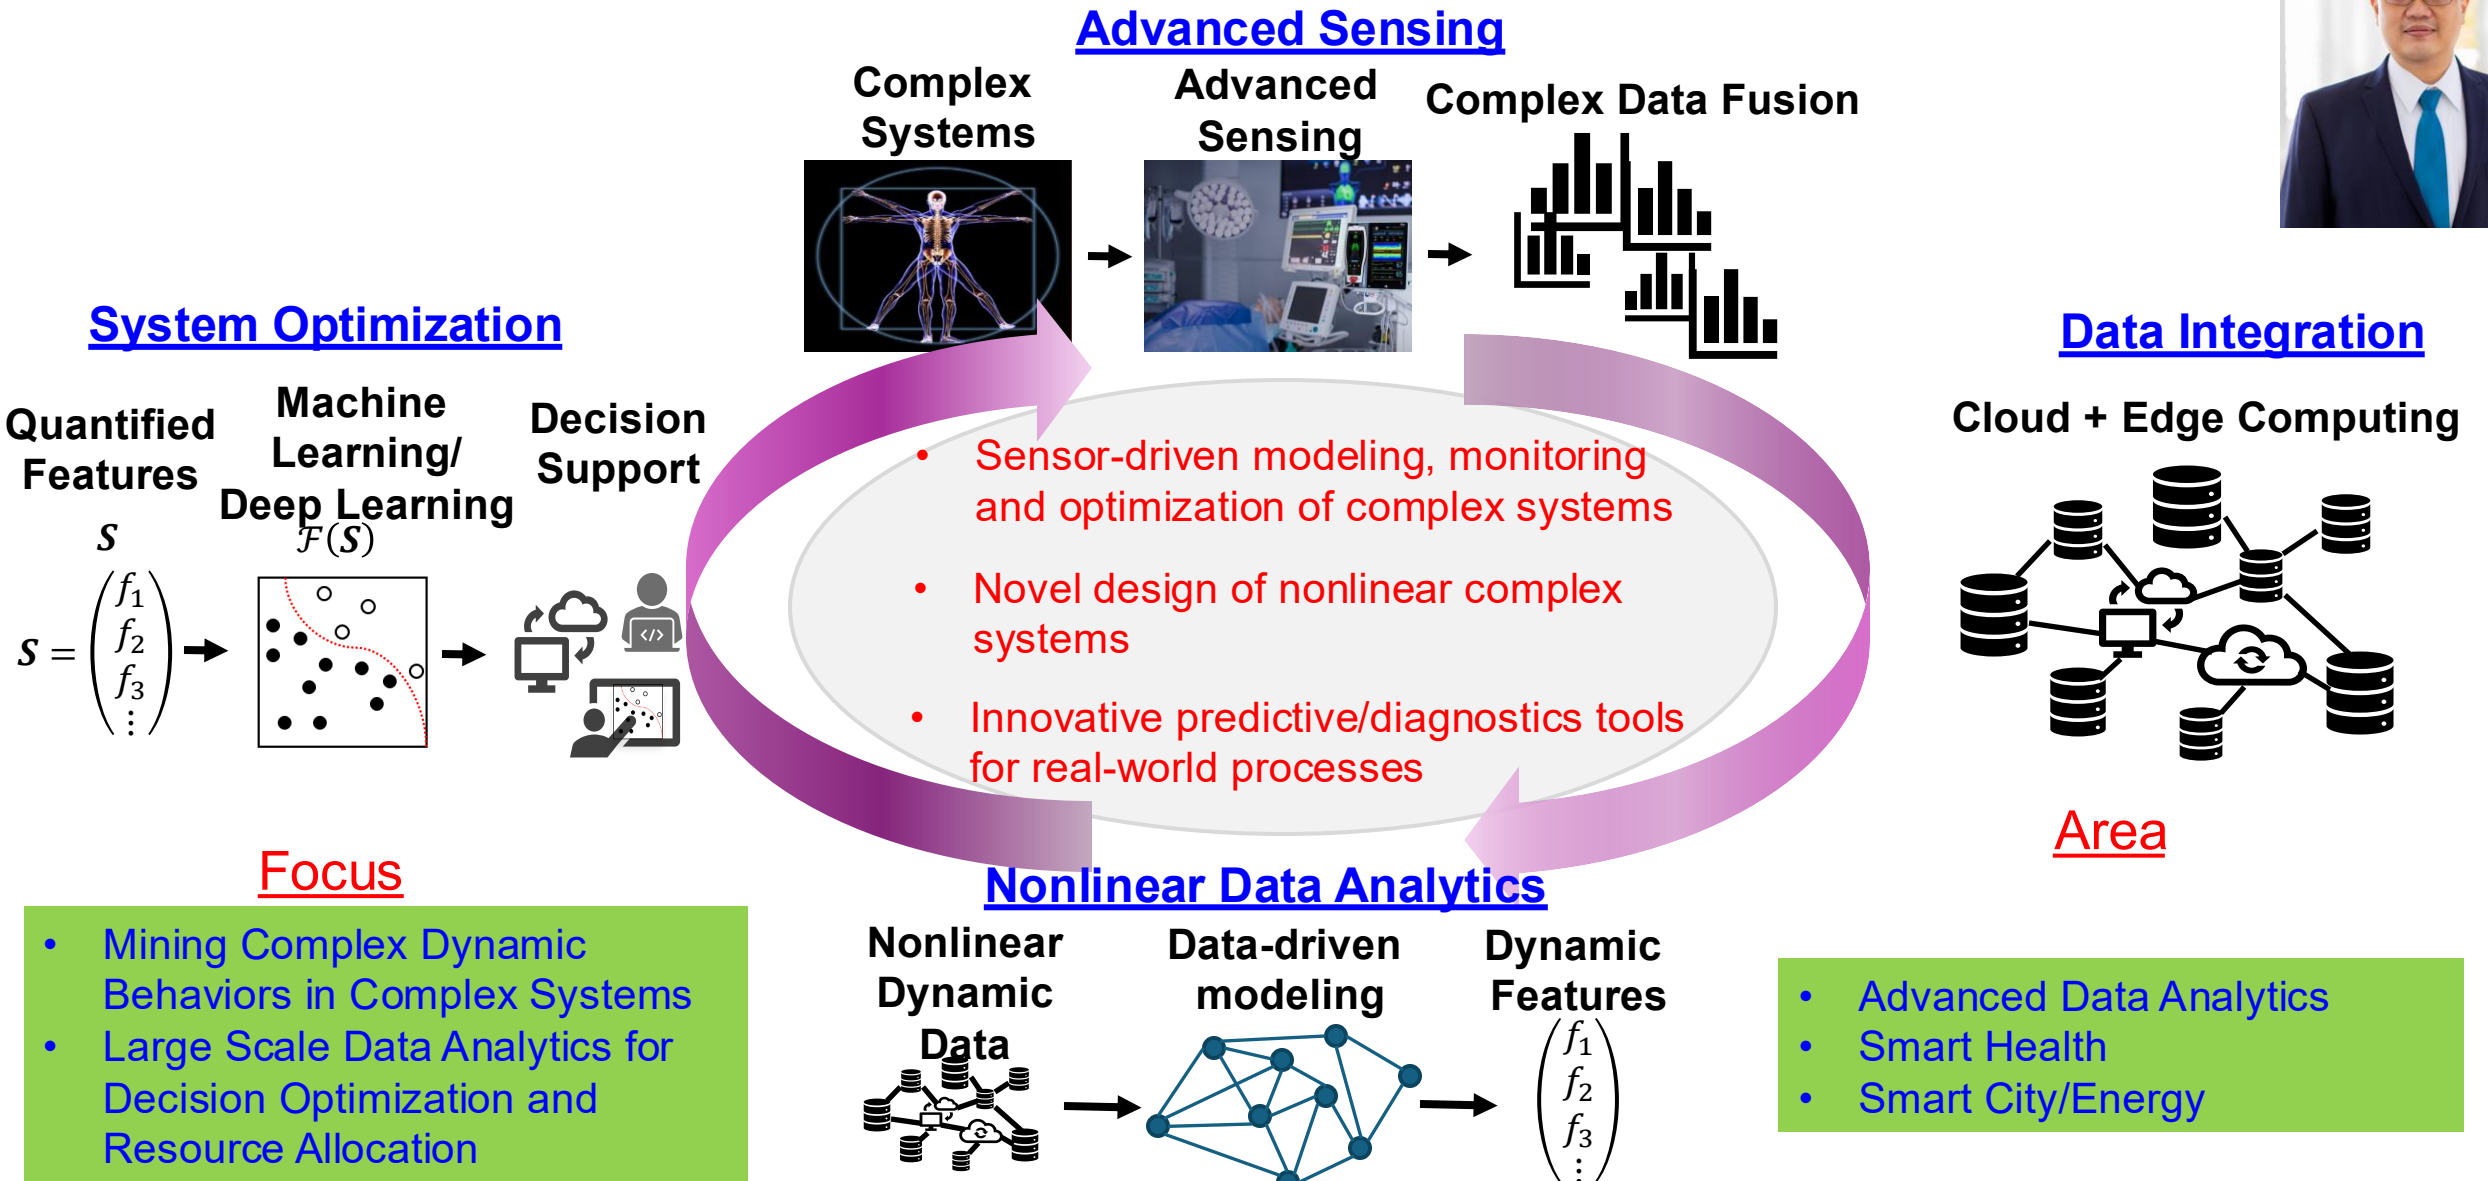 Advanced Sensing
Complex
Systems
Advanced
Sensing
Complex Data Fusion
System Optimization
Quantified
Features
Machine
Learning/
Deep Learning
Decision
Support
S
ℱ(S)
S = (f1
f2
f3
⋮)
</>
Data Integration
Cloud + Edge Computing
• Sensor-driven modeling, monitoring
and optimization of complex systems
• Novel design of nonlinear complex
systems
• Innovative predictive/diagnostics tools
for real-world processes
Focus
• Mining Complex Dynamic
Behaviors in Complex Systems
• Large Scale Data Analytics for
Decision Optimization and
Resource Allocation
Nonlinear Data Analytics
Nonlinear
Dynamic
Data
Data-driven
modeling
Dynamic
Features
(f1
f2
f3
⋮)
Area
• Advanced Data Analytics
• Smart Health
• Smart City/Energy